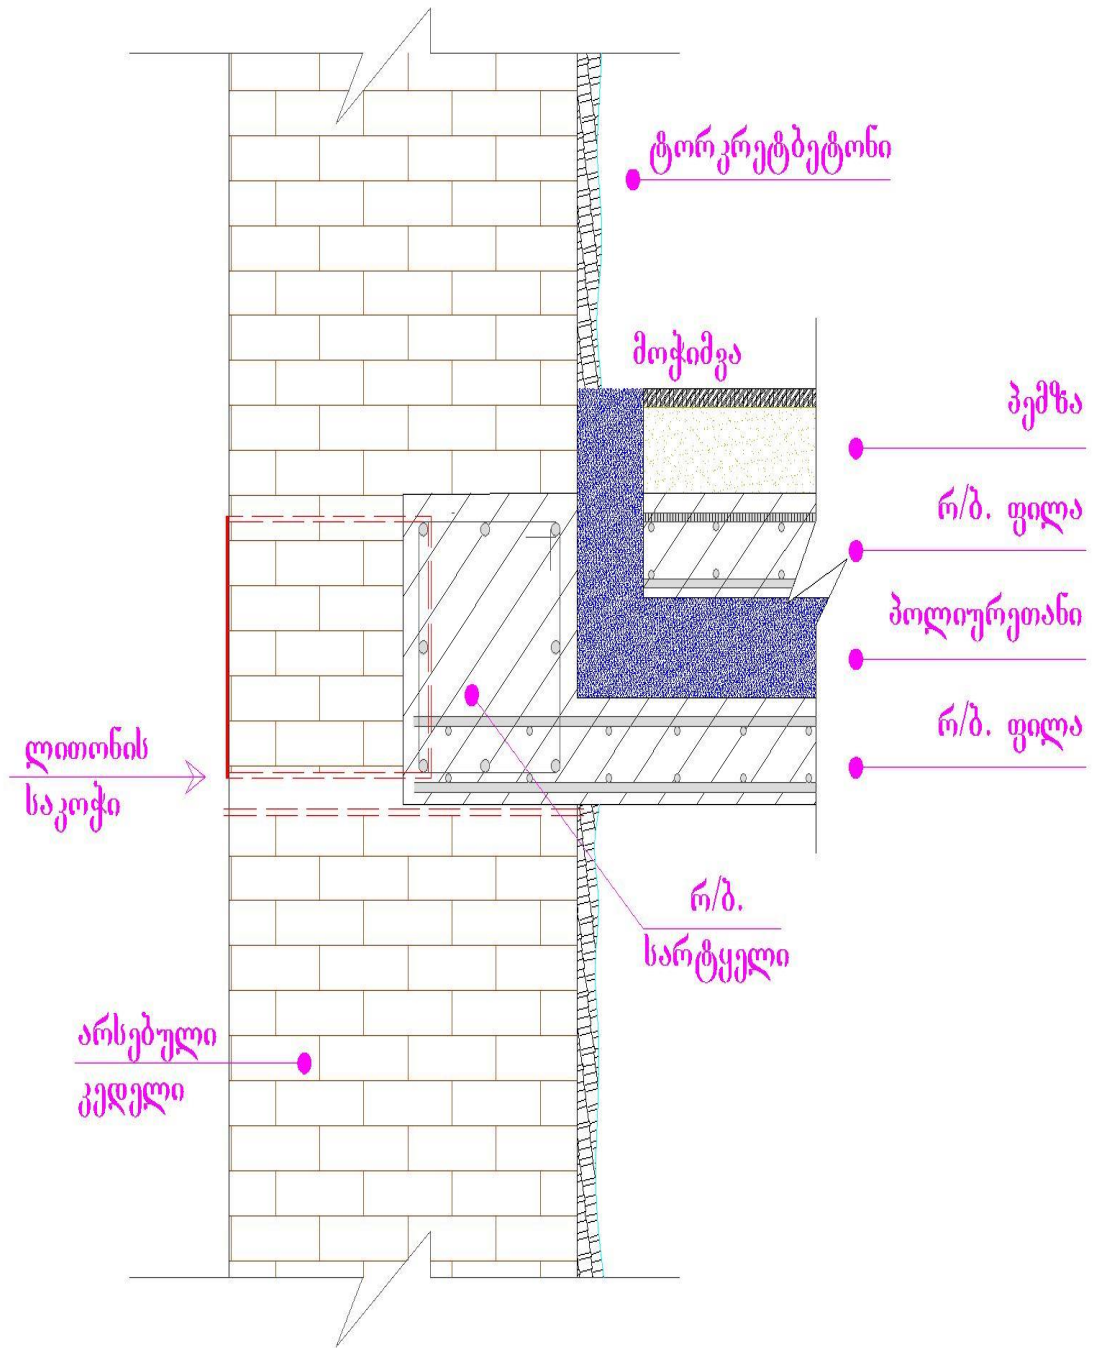 ტორკრეტბეტონი
მოჭიმვა
პემზა
რ/ბ. ფილა
პოლიურეთანი
რ/ბ. ფილა
ლითონის
საკოჭი
რ/ბ.
სარტყელი
არსებული
კედელი